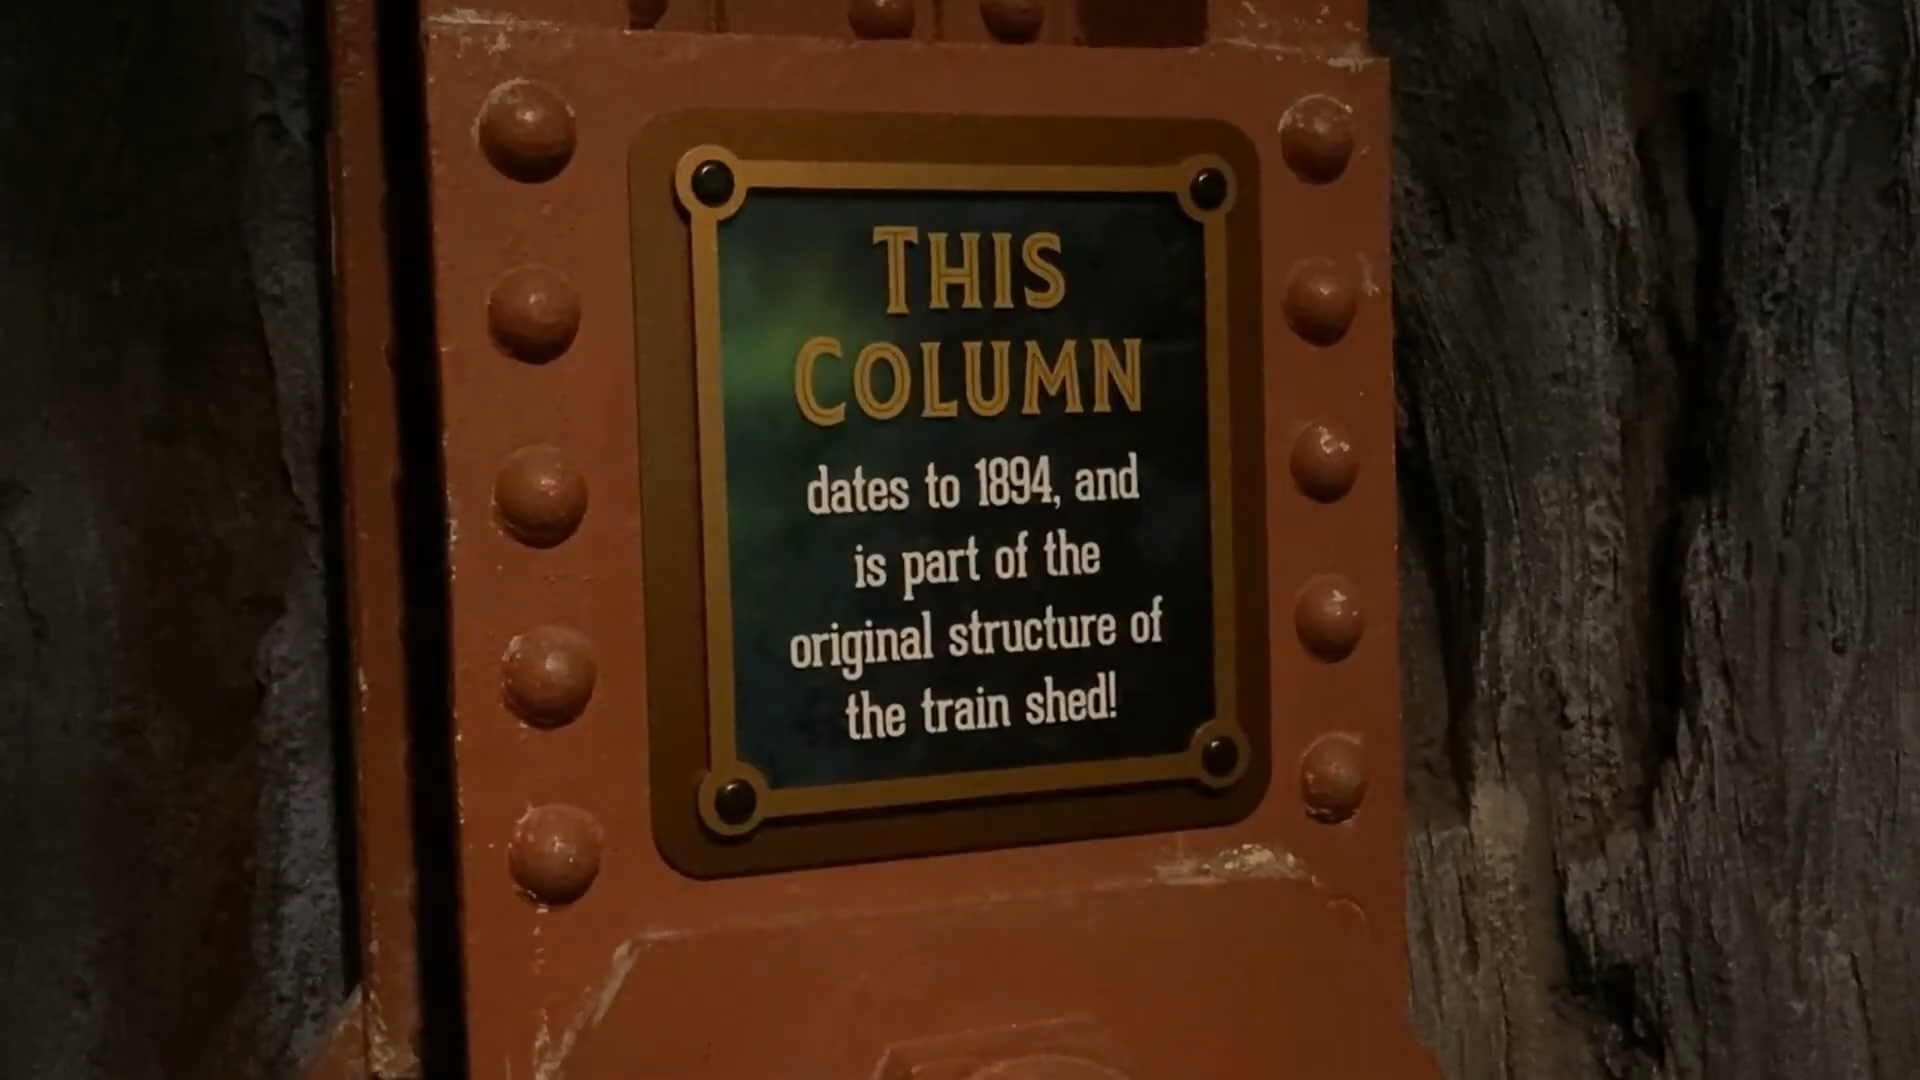 THIS
COLUMN
dates to 1894, and
is part of the
original structure of
the train shed!